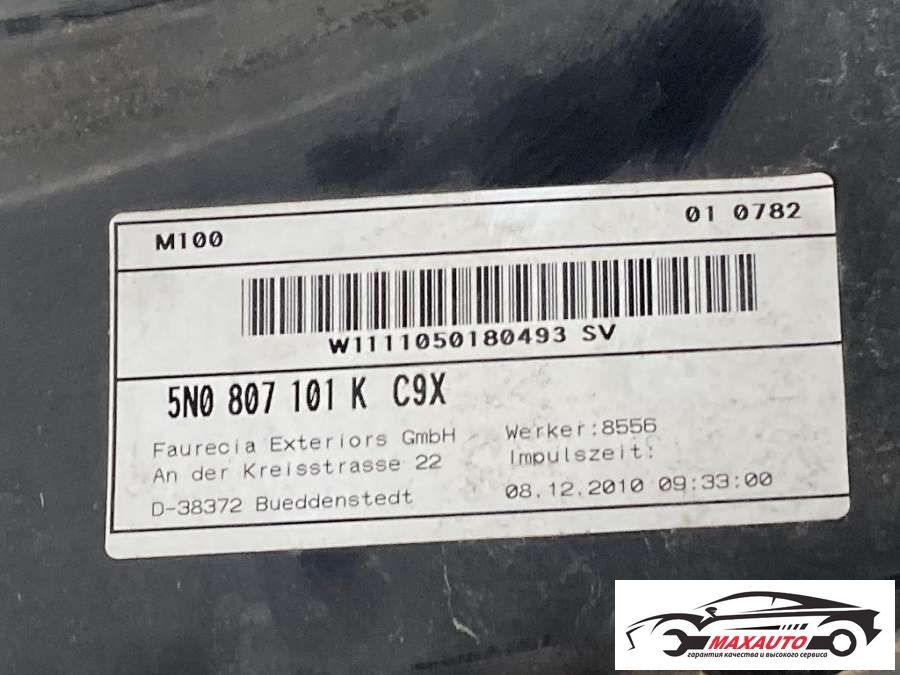 M100
01 0782
W1111050180493 SV
5N0 807 101 K C9X
Faurecia Exteriors GmbH
An der Kreisstrasse 22
D-38372 Bueddenstedt
Werker:8556
Impulszeit:
08.12.2010 09:33:00
MAXAUTO
гарантия качества и высокого сервиса